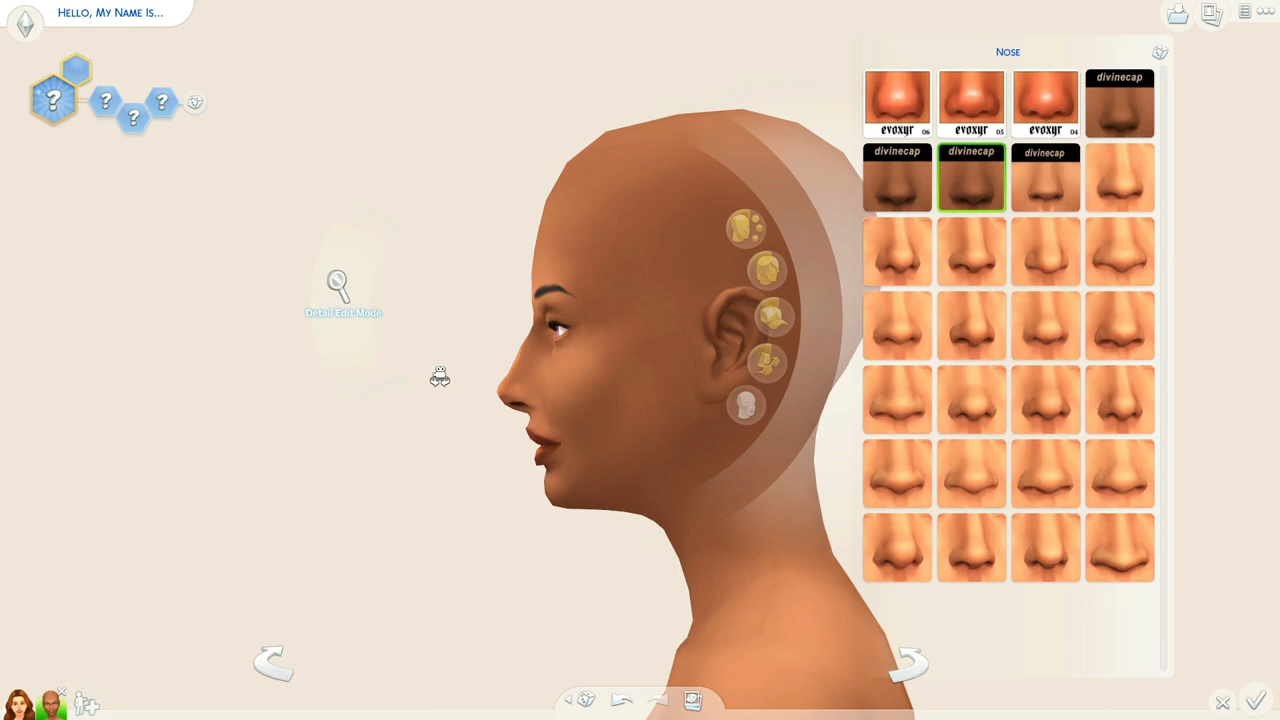 Hello, My Name Is...
Nose
evoxyr 06
evoxyr 05
evoxyr 04
divinecap
divinecap
divinecap
divinecap
Detail Edit Mode